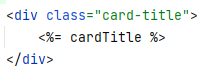 <div class="card-title">
    <%= cardTitle %>
</div>